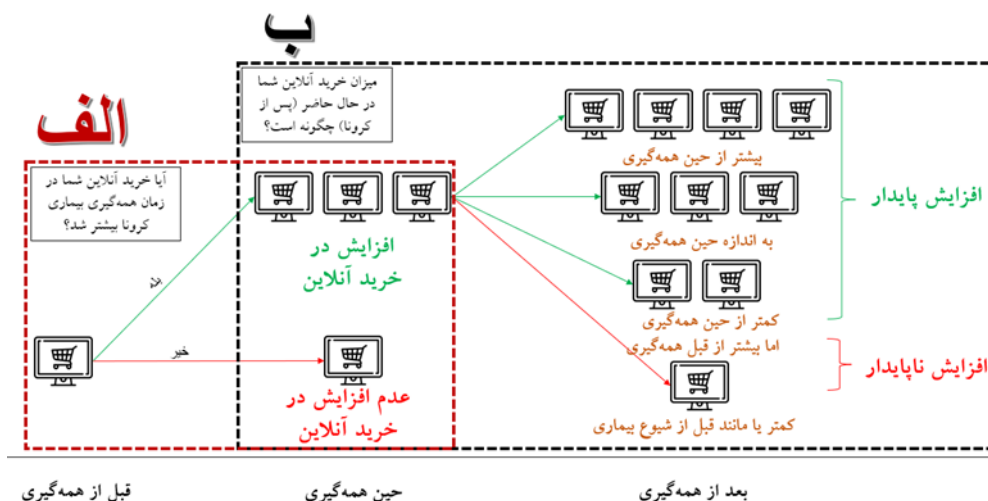 ب
میزان خرید آنلاین شما
در حال حاضر (پس از
کرونا) چگونه است؟
الف
آیا خرید آنلاین شما در
زمان همه‌گیری بیماری
کرونا بیشتر شد؟
بله
خیر
افزایش در
خرید آنلاین
عدم افزایش در
خرید آنلاین
بیشتر از حین همه‌گیری
به اندازه حین همه‌گیری
کمتر از حین همه‌گیری
اما بیشتر از قبل همه‌گیری
کمتر یا مانند قبل از شیوع بیماری
افزایش پایدار
افزایش ناپایدار
قبل از همه‌گیری
حین همه‌گیری
بعد از همه‌گیری